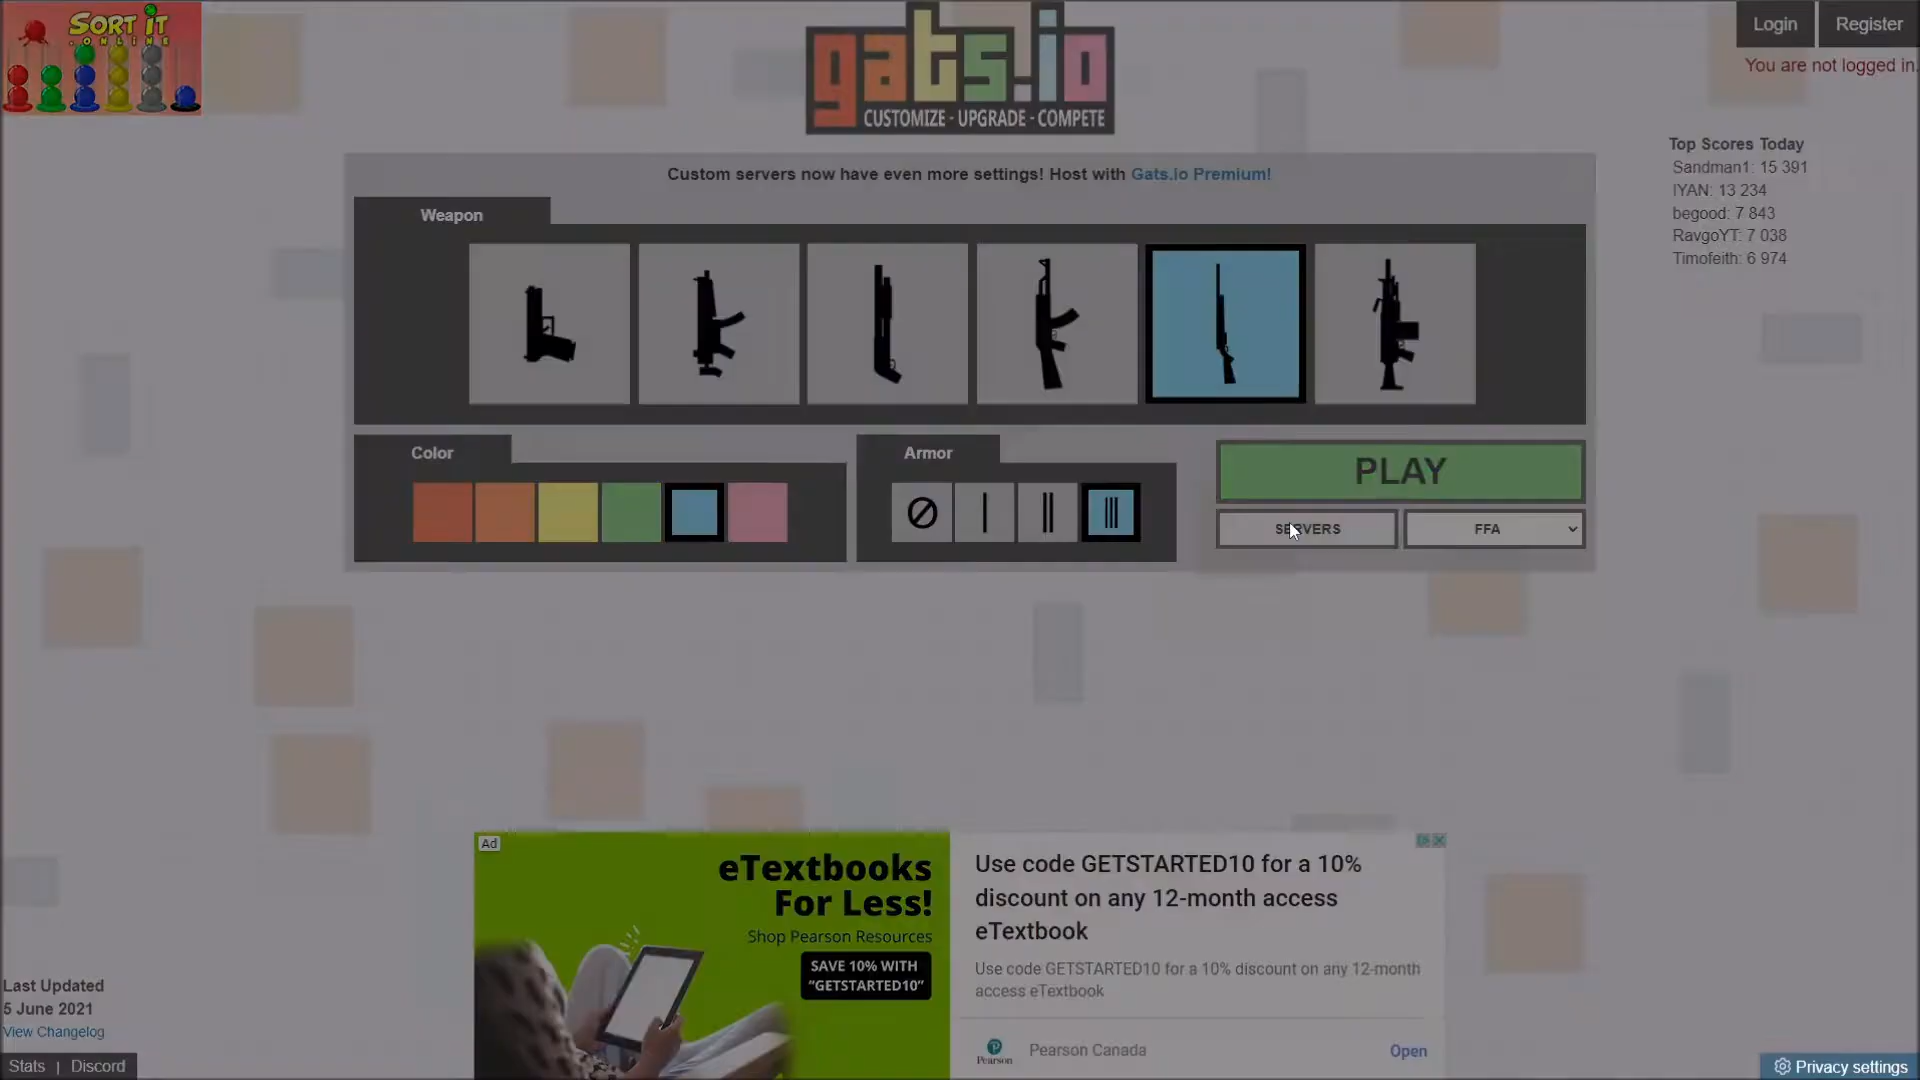 SORT iT
.ONLINE
gats.io
CUSTOMIZE - UPGRADE - COMPETE
Login
Register
You are not logged in.
Top Scores Today
Sandman1: 15 391
IYAN: 13 234
begood: 7 843
RavgoYT: 7 038
Timofeith: 6 974
Custom servers now have even more settings! Host with Gats.io Premium!
Weapon
Color
Armor
PLAY
SERVERS
FFA
Ad
eTextbooks
For Less!
Shop Pearson Resources
SAVE 10% WITH
"GETSTARTED10"
Use code GETSTARTED10 for a 10%
discount on any 12-month access
eTextbook
Use code GETSTARTED10 for a 10% discount on any 12-month
access eTextbook
Pearson
Pearson Canada
Open
Last Updated
5 June 2021
View Changelog
Stats | Discord
Privacy settings